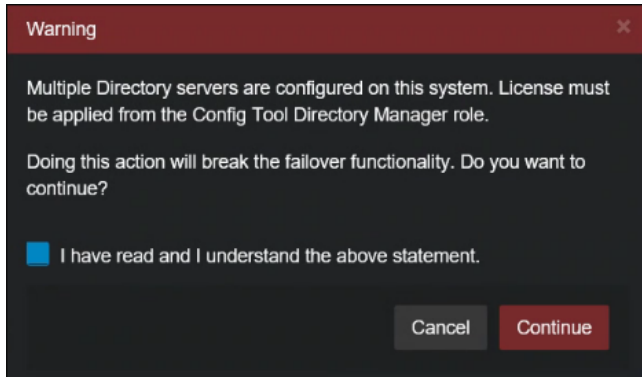 Warning
Multiple Directory servers are configured on this system. License must
be applied from the Config Tool Directory Manager role.
Doing this action will break the failover functionality. Do you want to
continue?
I have read and I understand the above statement.
Cancel Continue